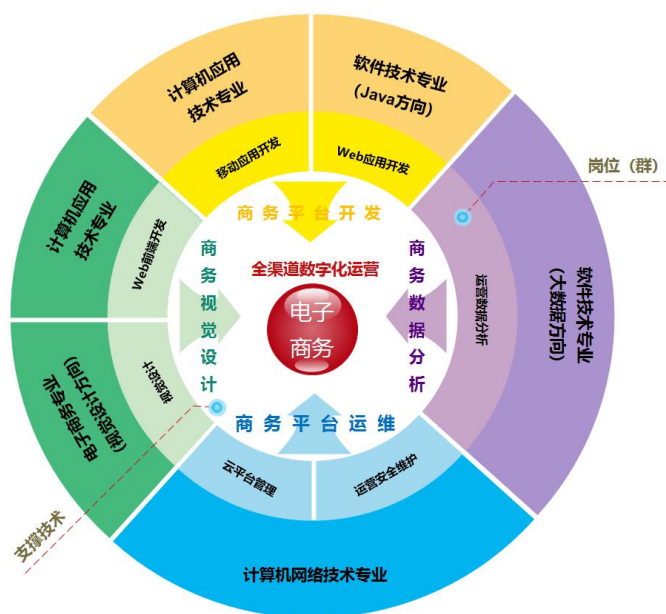 计算机应用
技术专业
软件技术专业
（Java方向）
移动应用开发
Web应用开发
岗位（群）
计算机应用
技术专业
Web前端开发
商务平台开发
商务视觉设计
全渠道数字化运营
电子
商务
商务数据分析
运营数据分析
软件技术专业
（大数据方向）
电子商务专业
（视觉设计方向）
视觉设计
商务平台运维
云平台管理
运营安全维护
支撑技术
计算机网络技术专业